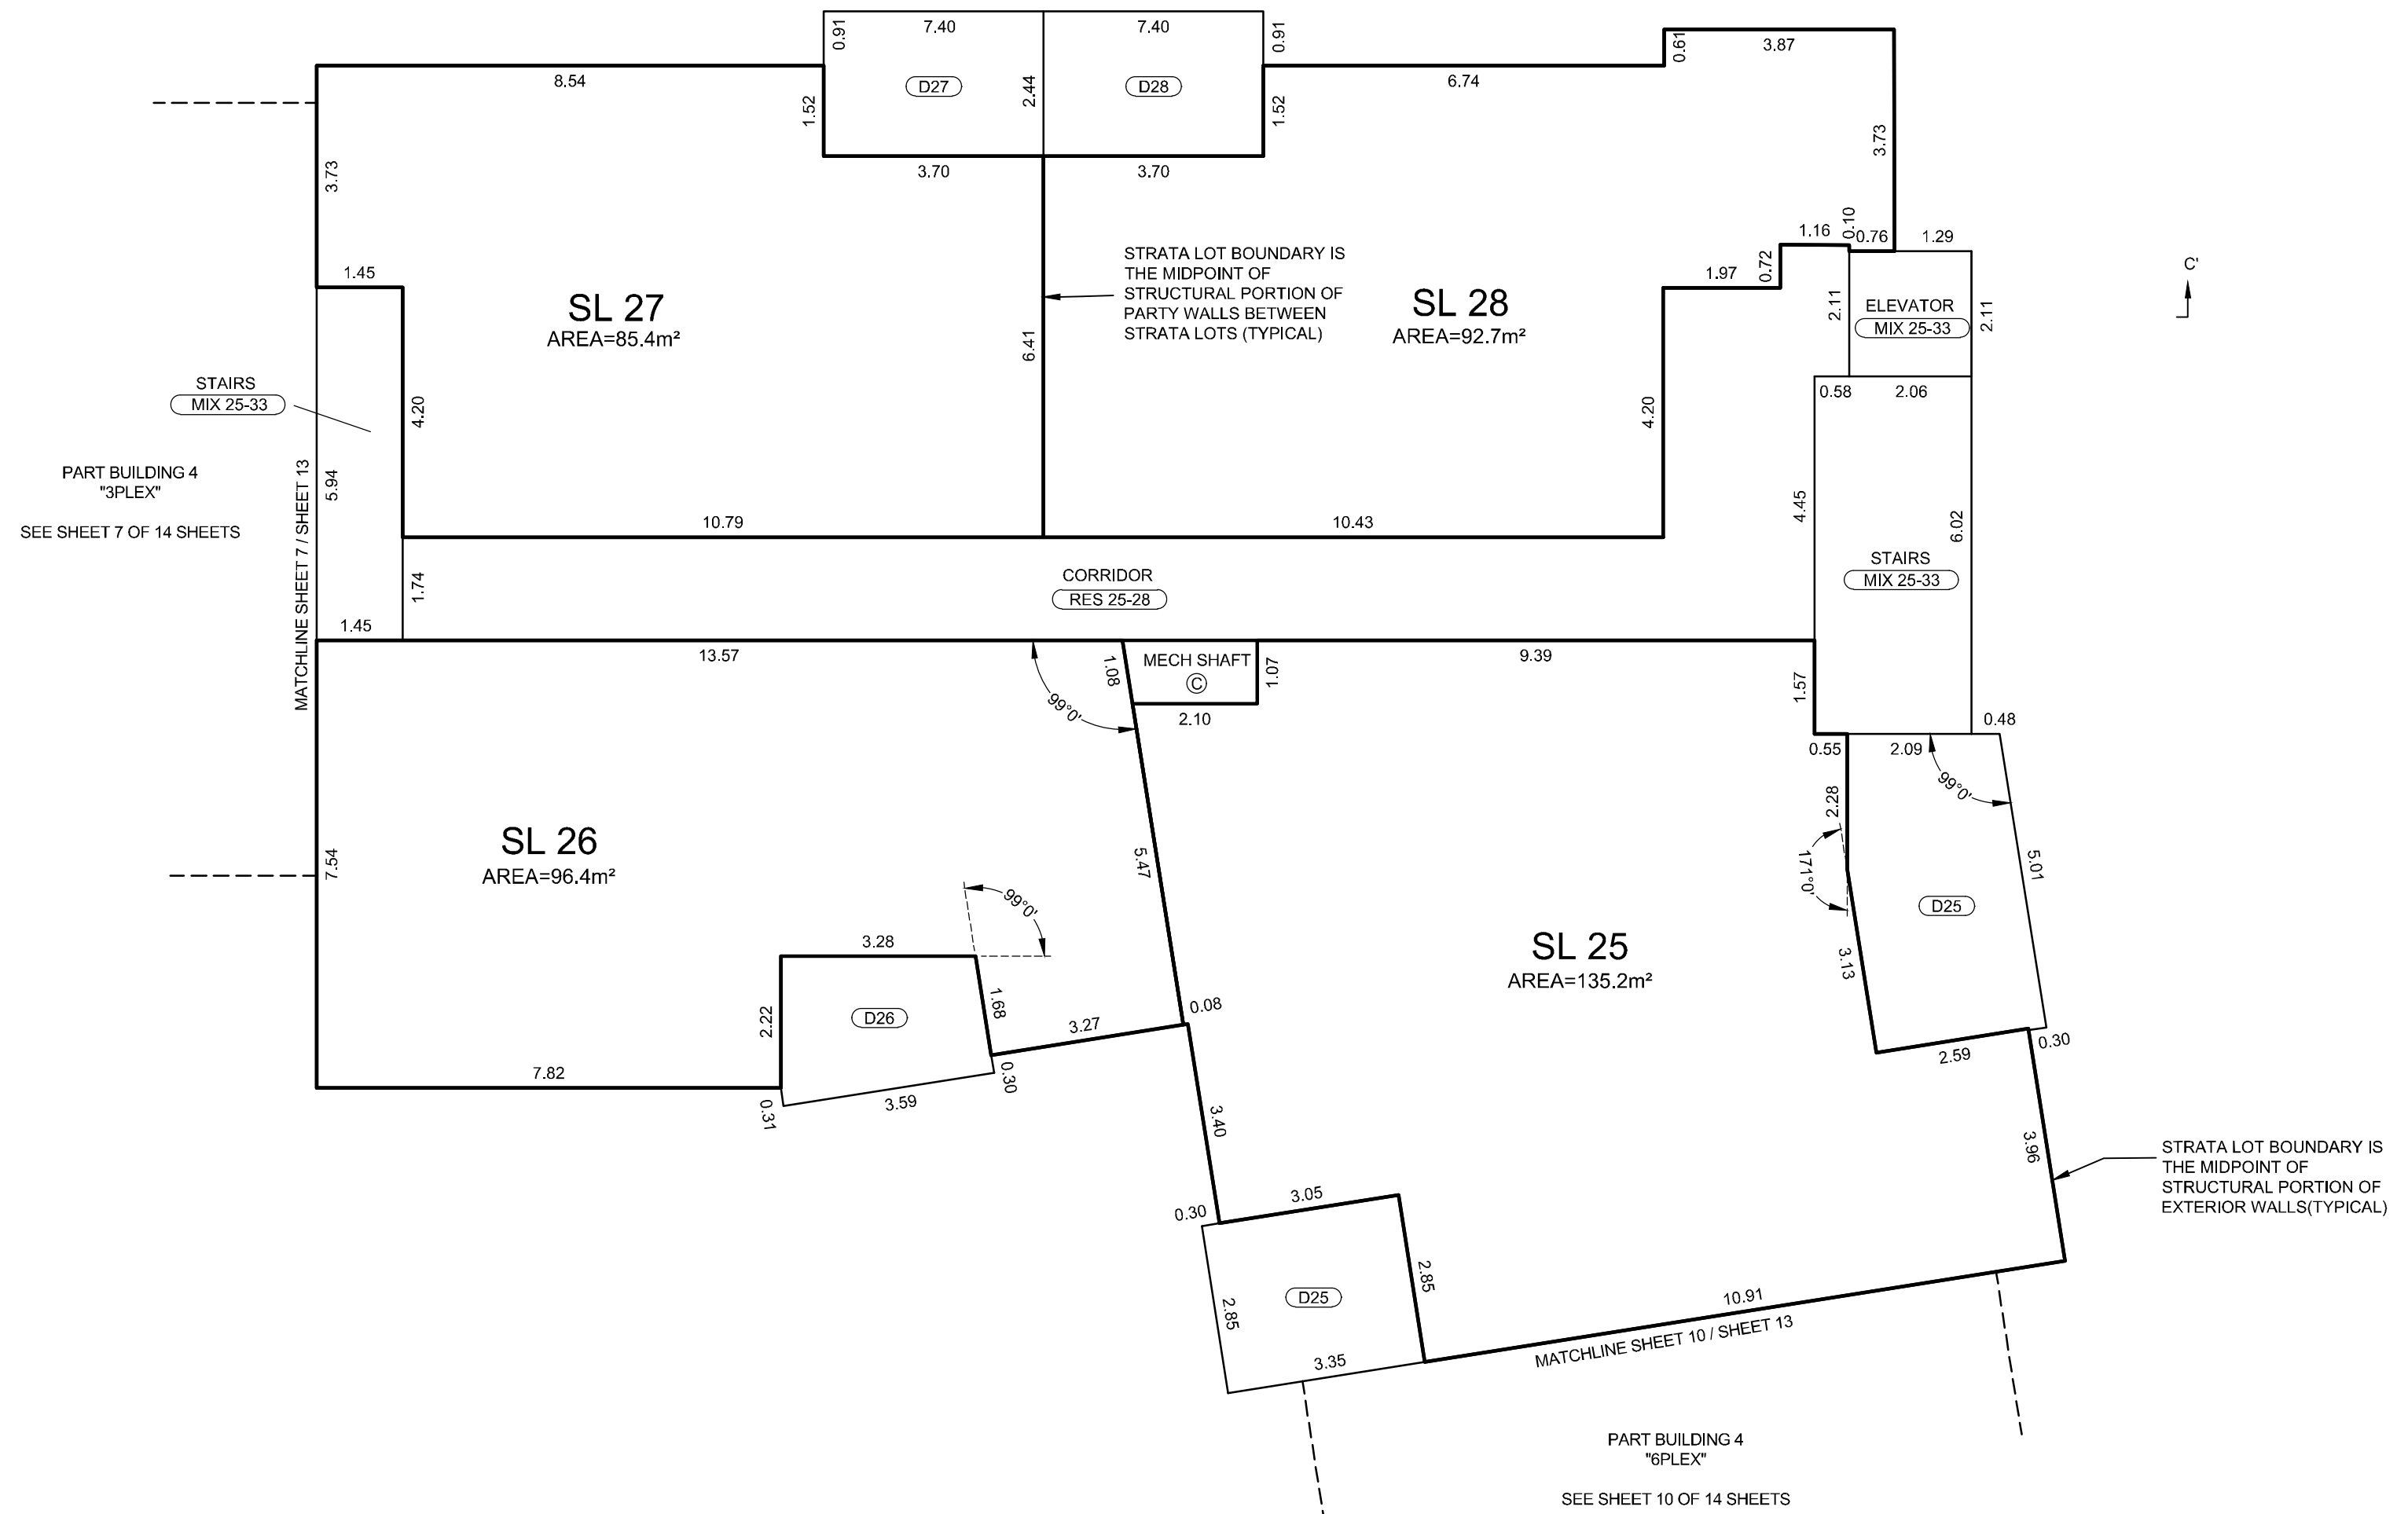 7.40
7.40
0.91
0.91
0.61
3.87
8.54
6.74
D27
2.44
D28
1.52
1.52
3.73
3.73
3.70
3.70
STRATA LOT BOUNDARY IS
THE MIDPOINT OF
STRUCTURAL PORTION OF
PARTY WALLS BETWEEN
STRATA LOTS (TYPICAL)
1.16
0.10
0.76
1.29
1.45
1.97
0.72
C'
SL 27
AREA=85.4m²
SL 28
AREA=92.7m²
2.11
ELEVATOR
MIX 25-33
2.11
6.41
STAIRS
MIX 25-33
4.20
4.20
0.58
2.06
PART BUILDING 4
"3PLEX"
SEE SHEET 7 OF 14 SHEETS
MATCHLINE SHEET 7 / SHEET 13
5.94
10.79
10.43
4.45
6.02
STAIRS
MIX 25-33
CORRIDOR
RES 25-28
1.74
1.45
13.57
1.08
MECH SHAFT
C
1.07
2.10
9.39
1.57
99°0'
0.48
0.55
2.09
99°0'
2.28
171°0'
5.01
SL 26
AREA=96.4m²
7.54
5.47
99°0'
D25
3.28
SL 25
AREA=135.2m²
3.13
2.22
D26
1.68
0.08
3.27
2.59
0.30
7.82
0.31
3.59
0.30
3.40
3.96
STRATA LOT BOUNDARY IS
THE MIDPOINT OF
STRUCTURAL PORTION OF
EXTERIOR WALLS(TYPICAL)
0.30
3.05
2.85
D25
2.85
3.35
10.91
MATCHLINE SHEET 10 / SHEET 13
PART BUILDING 4
"6PLEX"
SEE SHEET 10 OF 14 SHEETS